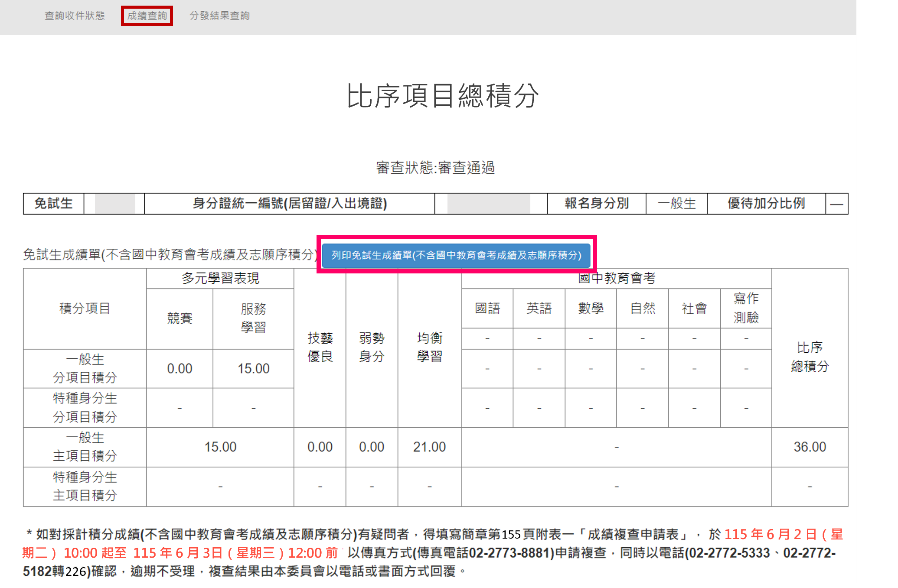 查詢收件狀態 成績查詢 分發結果查詢
比序項目總積分
審查狀態:審查通過
免試生 身分證統一編號(居留證/入出境證) 報名身分別 一般生 優待加分比例 —
免試生成績單(不含國中教育會考成績及志願序積分) 列印免試生成績單(不含國中教育會考成績及志願序積分)
積分項目 多元學習表現 技藝優良 弱勢身分 均衡學習 國中教育會考 比序總積分
競賽 服務學習 國語 英語 數學 自然 社會 寫作測驗
- - - - - -
一般生分項目積分 0.00 15.00 - - - - - -
特種身分生分項目積分 - - - - - - - -
一般生主項目積分 15.00 0.00 0.00 21.00 - 36.00
特種身分生主項目積分 - - - - - -
*如對採計積分成績(不含國中教育會考成績及志願序積分)有疑問者，得填寫簡章第155頁附表一「成績複查申請表」， 於 115 年 6 月 2 日 ( 星
期二 ) 10:00 起至 115 年 6 月 3日 ( 星期三 ) 12:00 前 以傳真方式(傳真電話02-2773-8881)申請複查，同時以電話(02-2772-5333、02-2772-
5182轉226)確認，逾期不受理，複查結果由本委員會以電話或書面方式回覆。